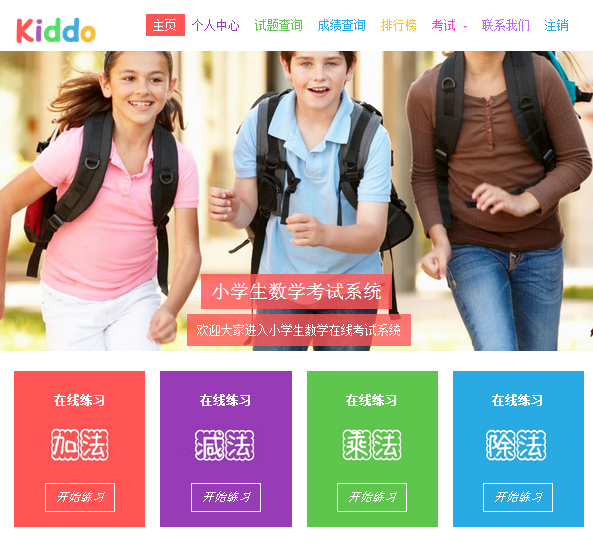 Kiddo 主页 个人中心 试题查询 成绩查询 排行榜 考试 联系我们 注销
小学生数学考试系统
欢迎大家进入小学生数学在线考试系统
在线练习 在线练习 在线练习 在线练习
加法 减法 乘法 除法
开始练习 开始练习 开始练习 开始练习